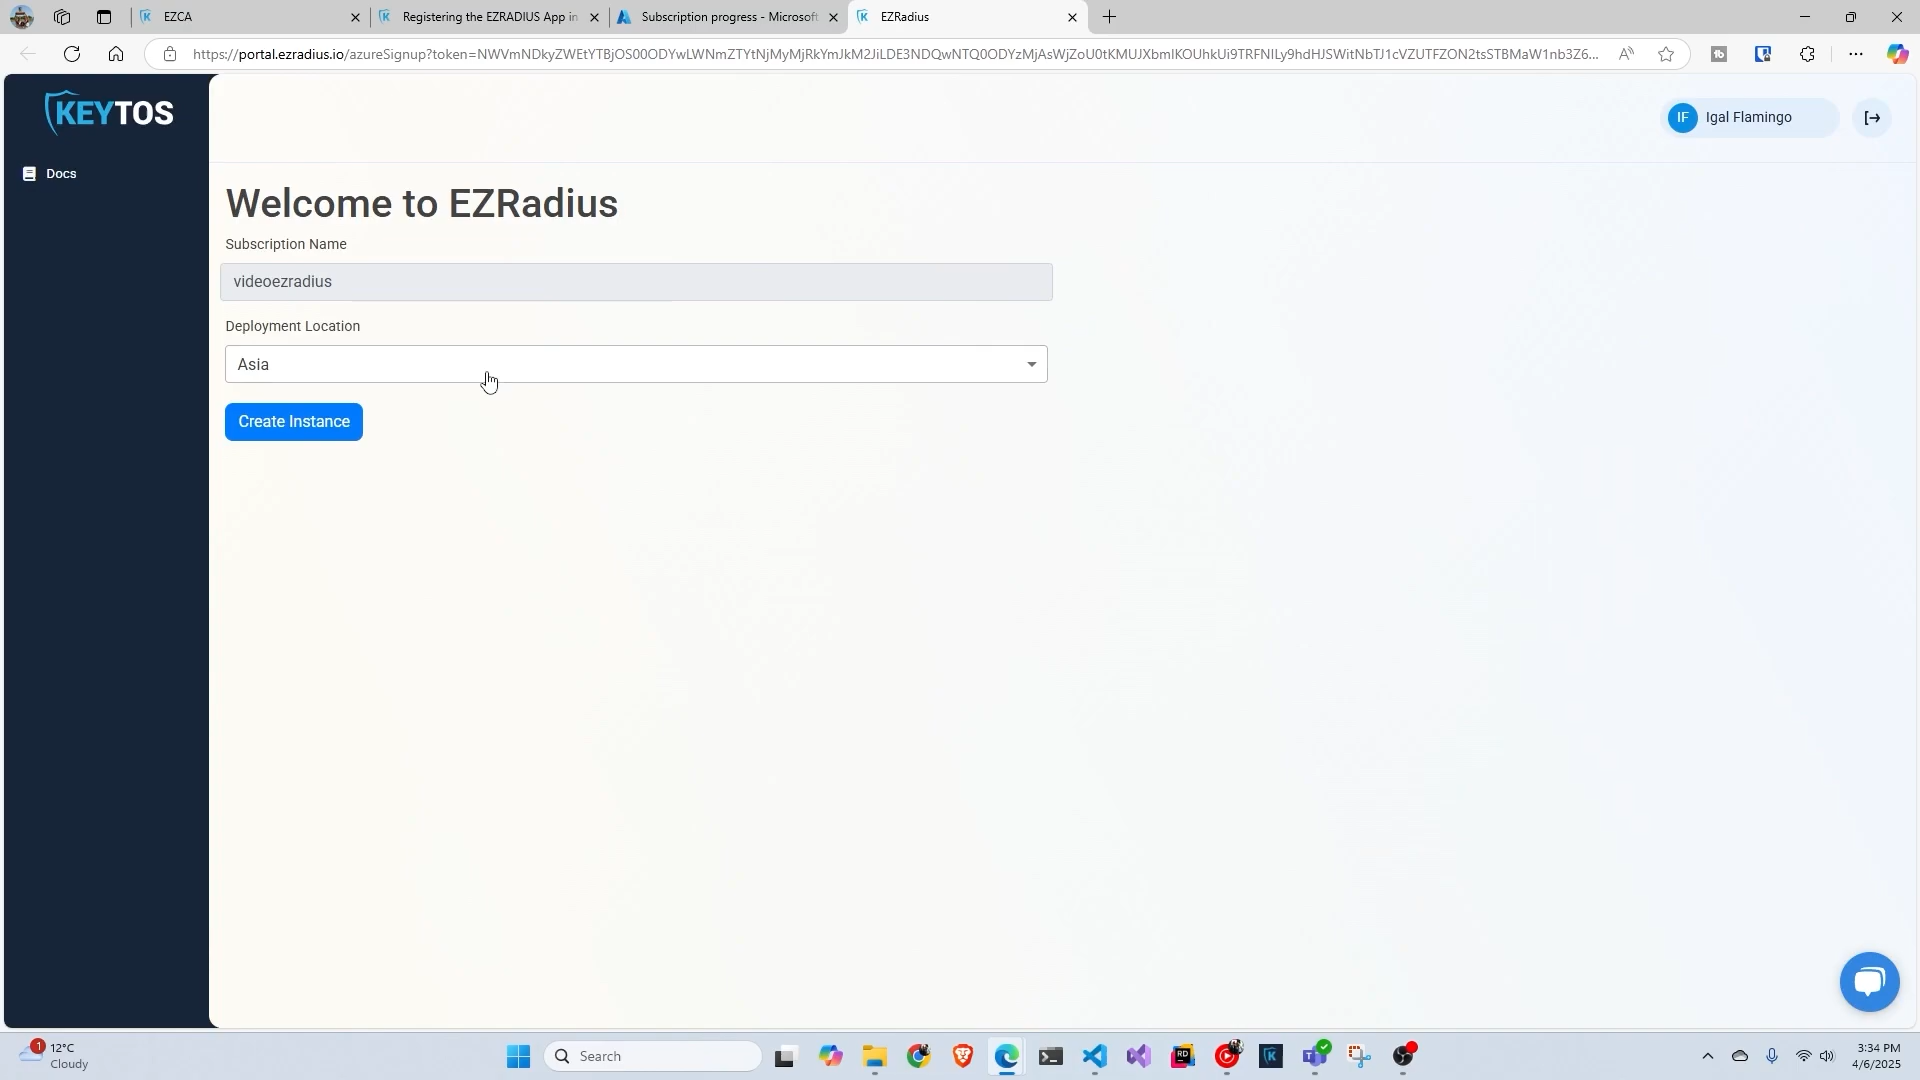 EZCA
Registering the EZRADIUS App in
Subscription progress - Microsoft
EZRadius
https://portal.ezradius.io/azureSignup?token=
KEYTOS
IF
Igal Flamingo
Docs
Welcome to EZRadius
Subscription Name
videoezradius
Deployment Location
Asia
Create Instance
1
12°C
Cloudy
Search
RD
3:34 PM
4/6/2025